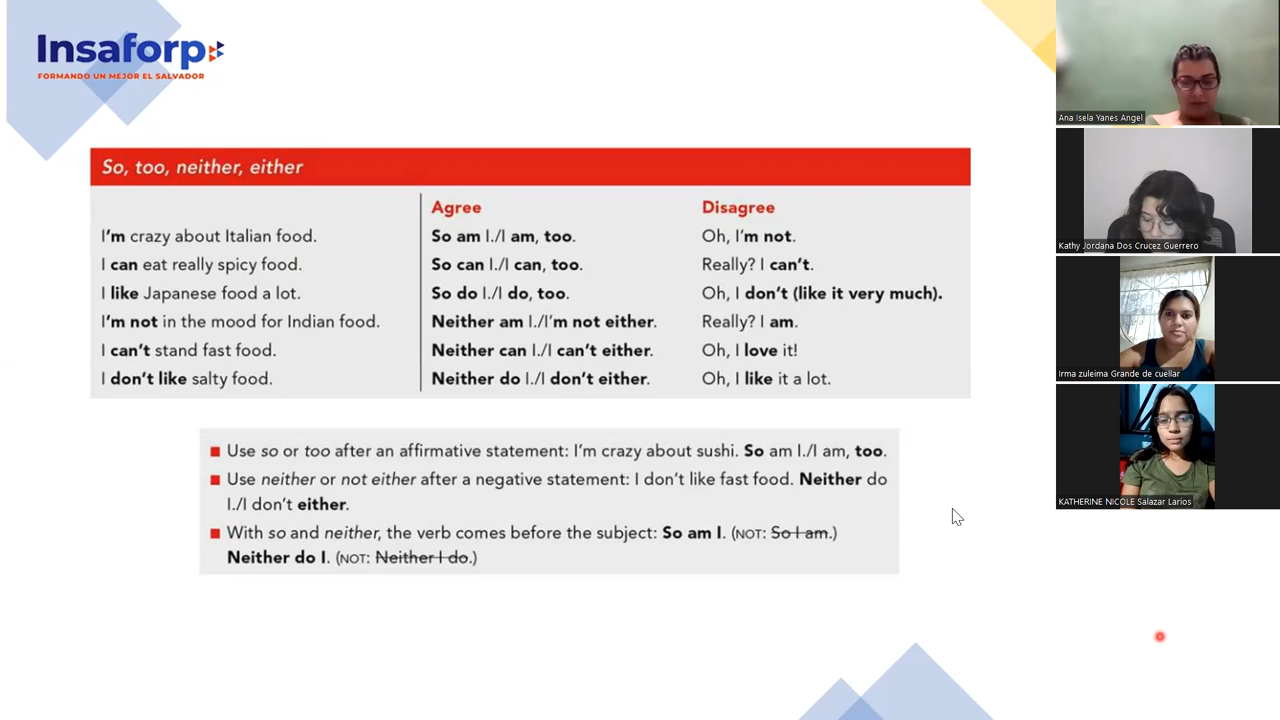 Insaforp
FORMANDO UN MEJOR EL SALVADOR
So, too, neither, either
Agree Disagree
I'm crazy about Italian food. So am I./I am, too. Oh, I'm not.
I can eat really spicy food. So can I./I can, too. Really? I can't.
I like Japanese food a lot. So do I./I do, too. Oh, I don't (like it very much).
I'm not in the mood for Indian food. Neither am I./I'm not either. Really? I am.
I can't stand fast food. Neither can I./I can't either. Oh, I love it!
I don't like salty food. Neither do I./I don't either. Oh, I like it a lot.
Use so or too after an affirmative statement: I'm crazy about sushi. So am I./I am, too.
Use neither or not either after a negative statement: I don't like fast food. Neither do
I./I don't either.
With so and neither, the verb comes before the subject: So am I. (NOT: So I am.)
Neither do I. (NOT: Neither I do.)
Ana Isela Yanes Angel
Kathy Jordana Dos Crucez Guerrero
Irma zuleima Grande de cuellar
KATHERINE NICOLE Salazar Larios